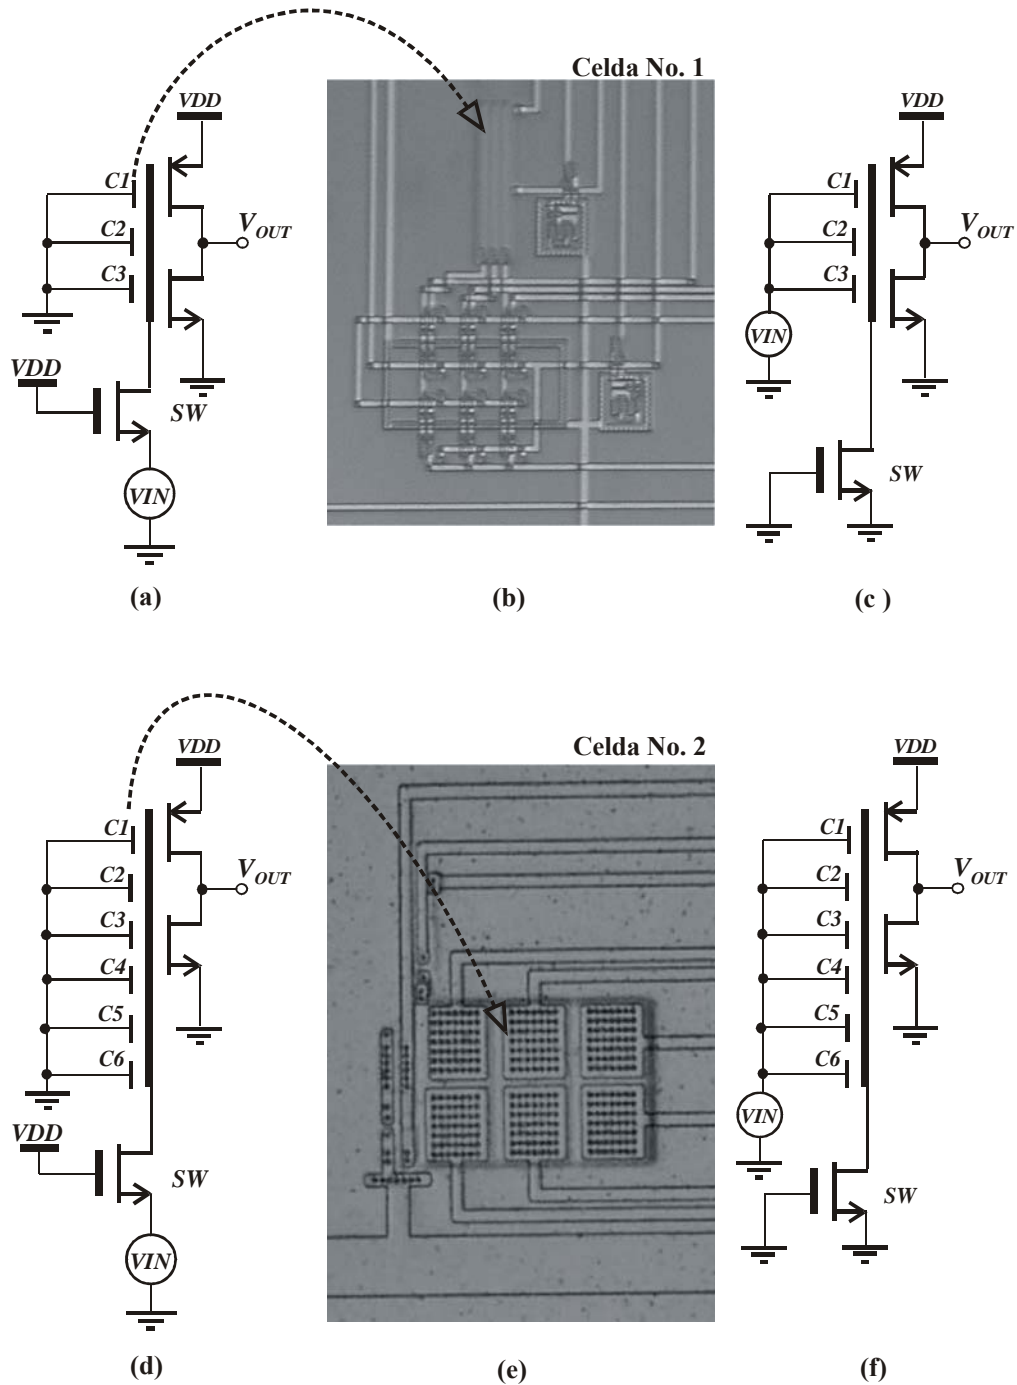 Celda No. 1
VDD
C1
C2
C3
VOUT
VDD
SW
VIN
(a)
(b)
VDD
C1
C2
C3
VOUT
VIN
SW
(c )
Celda No. 2
VDD
C1
C2
C3
C4
C5
C6
VOUT
VDD
SW
VIN
(d)
(e)
VDD
C1
C2
C3
C4
C5
C6
VOUT
VIN
SW
(f)